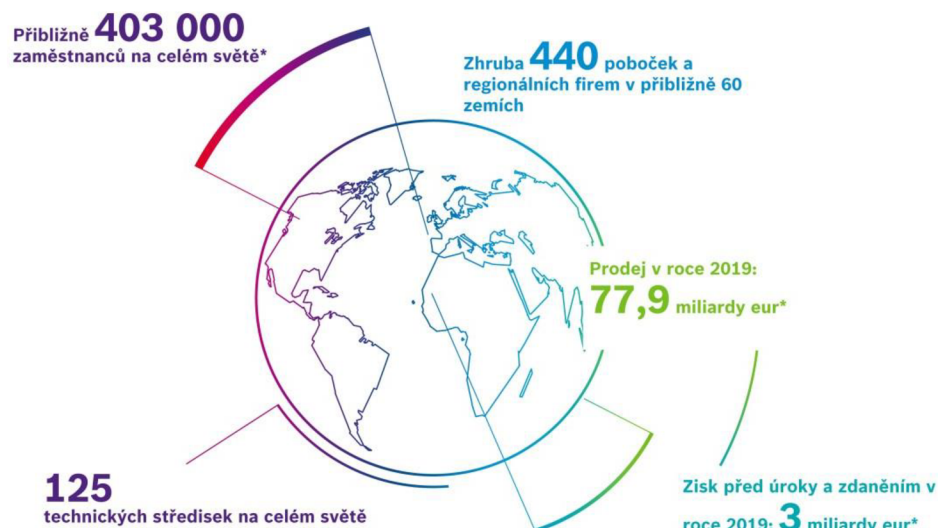 Přibližně 403 000
zaměstnanců na celém světě*
Zhruba 440 poboček a
regionálních firem v přibližně 60
zemích
Prodej v roce 2019:
77,9 miliardy eur*
125
technických středisek na celém světě
Zisk před úroky a zdaněním v
roce 2019: 3 miliardy eur*